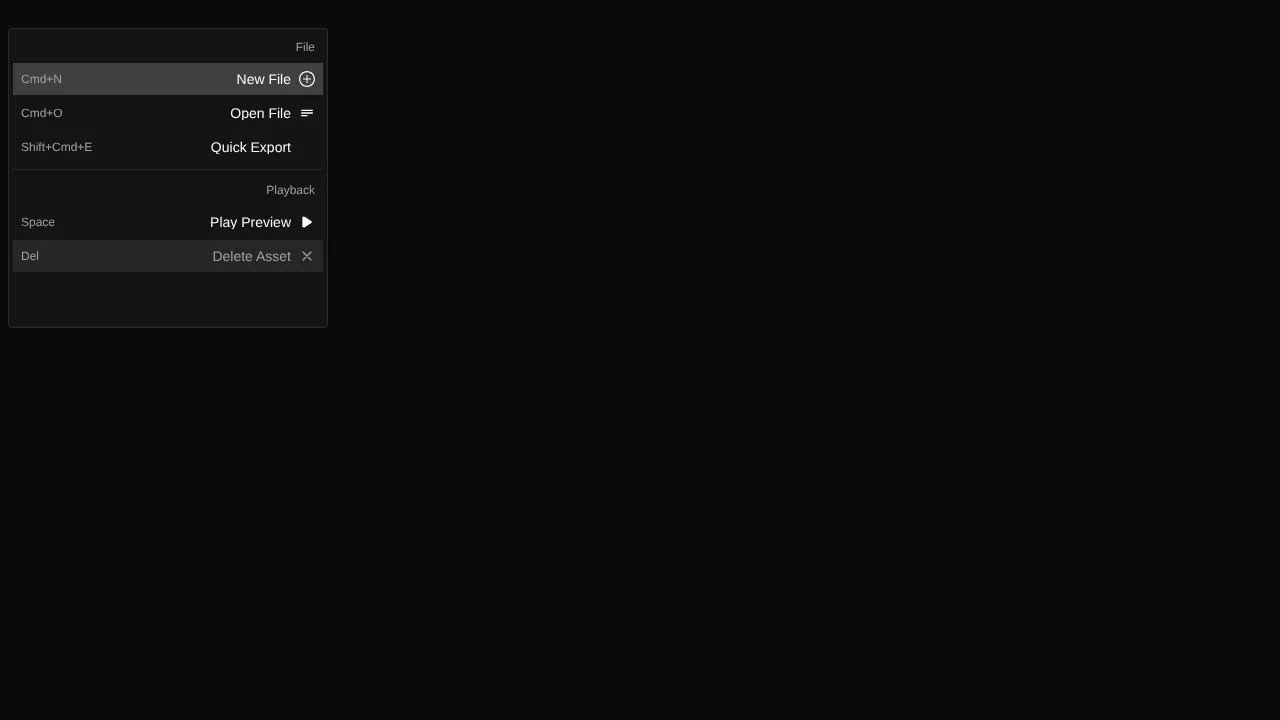 File
Cmd+N New File
Cmd+O Open File
Shift+Cmd+E Quick Export
Playback
Space Play Preview
Del Delete Asset